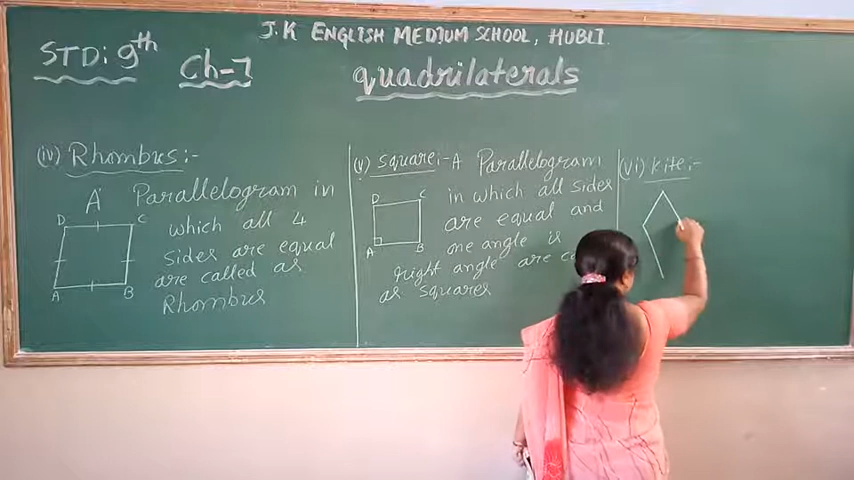 J.K ENGLISH MEDIUM SCHOOL, HUBLI.
STD: 9th
Ch-7
quadrilaterals
(iv) Rhombus:-
A Parallelogram in
which all 4
sides are equal
are called as
Rhombus
D
C
A
B
(v) Square:- A Parallelogram
in which all sides
are equal and
one angle is
right angle are
as squares
D
C
A
B
(vi) Kite:-